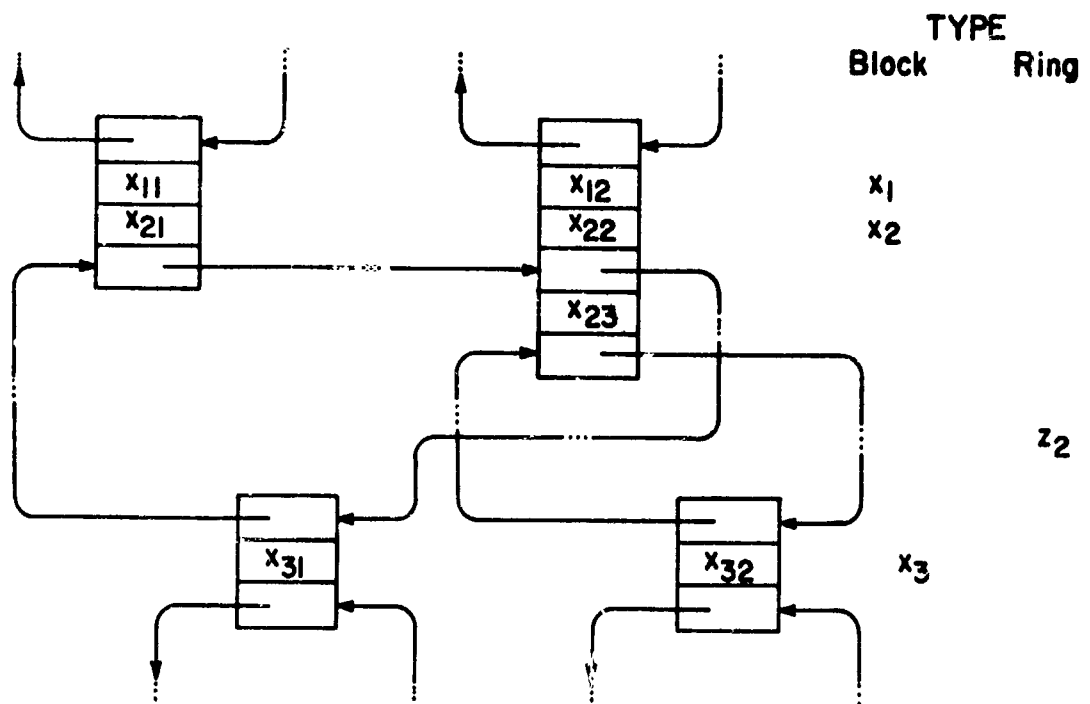 TYPE
Block Ring
x11 x12 x1
x21 x22 x2
x23
z2
x31 x32 x3